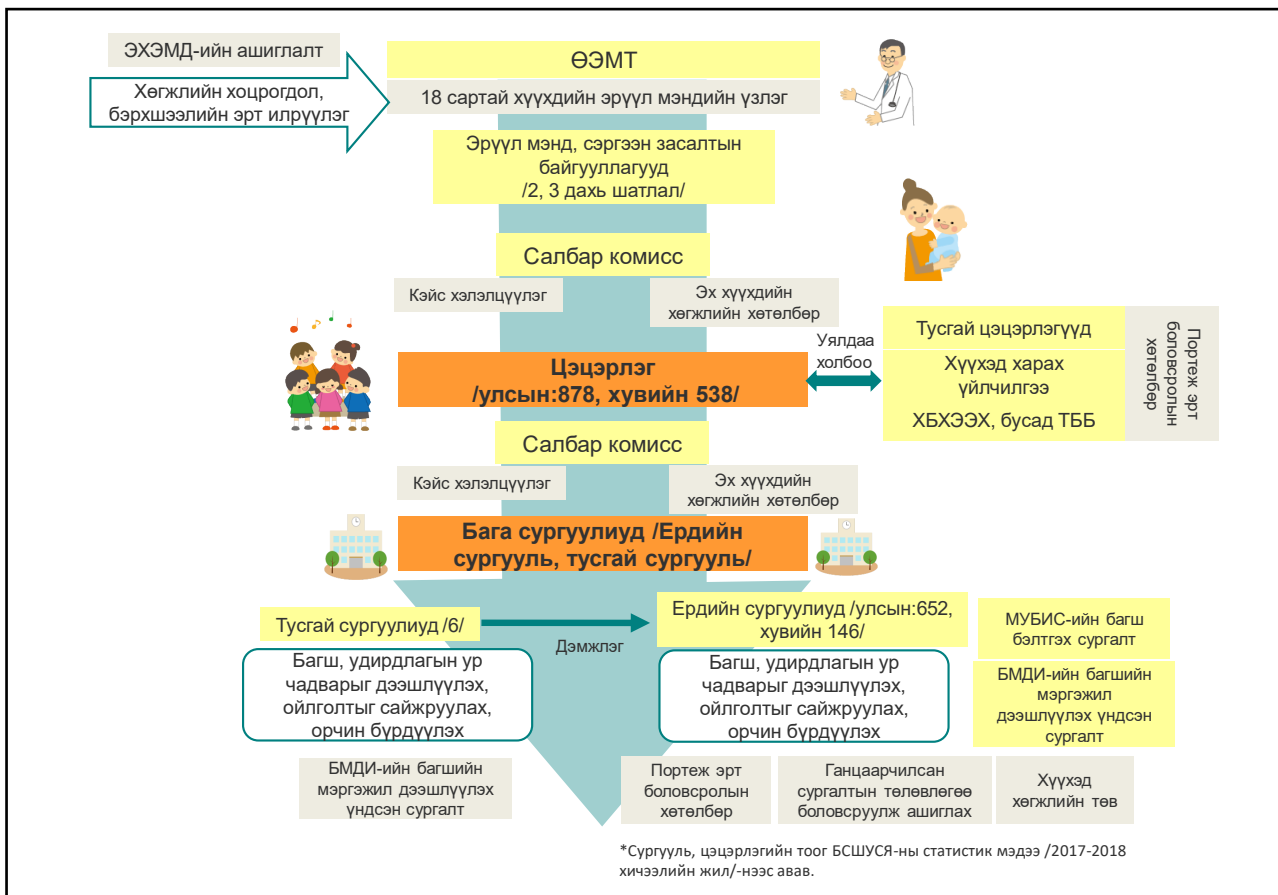 ЭХЭМД-ийн ашиглалт
Хөгжлийн хоцрогдол,
бэрхшээлийн эрт илрүүлэг
ӨЭМТ
18 сартай хүүхдийн эрүүл мэндийн үзлэг
Эрүүл мэнд, сэргээн засалтын
байгууллагууд
/2, 3 дахь шатлал/
Салбар комисс
Кэйс хэлэлцүүлэг
Эх хүүхдийн
хөгжлийн хөтөлбөр
Цэцэрлэг
/улсын:878, хувийн 538/
Уялдаа
холбоо
Тусгай цэцэрлэгүүд
Хүүхэд харах
үйлчилгээ
ХБХЭЭХ, бусад ТББ
Портеж эрт
боловсролын
хөтөлбөр
Салбар комисс
Кэйс хэлэлцүүлэг
Эх хүүхдийн
хөгжлийн хөтөлбөр
Бага сургуулиуд /Ердийн
сургууль, тусгай сургууль/
Тусгай сургуулиуд /6/
Дэмжлэг
Ердийн сургуулиуд /улсын:652,
хувийн 146/
МУБИС-ийн багш
бэлтгэх сургалт
Багш, удирдлагын ур
чадварыг дээшлүүлэх,
ойлголтыг сайжруулах,
орчин бүрдүүлэх
Багш, удирдлагын ур
чадварыг дээшлүүлэх,
ойлголтыг сайжруулах,
орчин бүрдүүлэх
БМДИ-ийн багшийн
мэргэжил
дээшлүүлэх үндсэн
сургалт
БМДИ-ийн багшийн
мэргэжил дээшлүүлэх
үндсэн сургалт
Портеж эрт
боловсролын
хөтөлбөр
Ганцаарчилсан
сургалтын төлөвлөгөө
боловсруулж ашиглах
Хүүхэд
хөгжлийн төв
*Сургууль, цэцэрлэгийн тоог БСШУСЯ-ны статистик мэдээ /2017-2018
хичээлийн жил/-нээс авав.